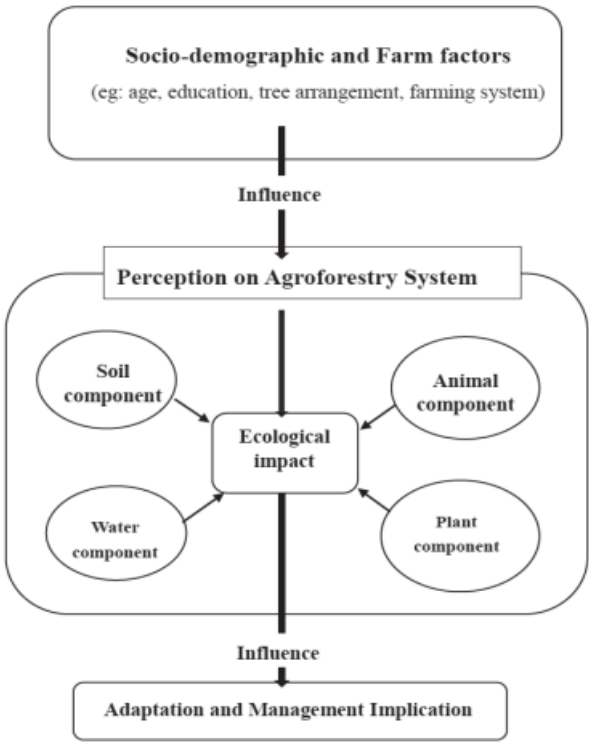 Socio-demographic and Farm factors
(eg: age, education, tree arrangement, farming system)
Influence
Perception on Agroforestry System
Soil
component
Animal
component
Ecological
impact
Water
component
Plant
component
Influence
Adaptation and Management Implication